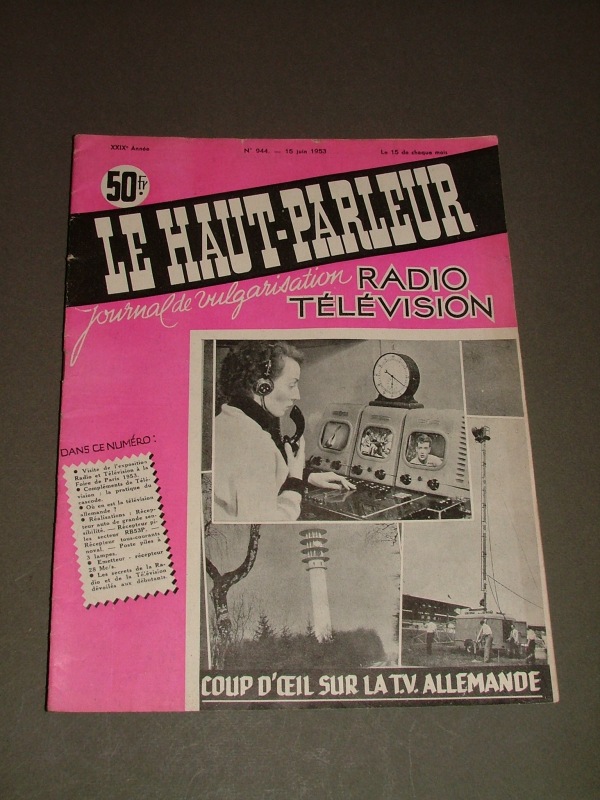 XXIXe Année
N° 944. — 15 juin 1953
Le 15 de chaque mois
50 fr.
LE HAUT-PARLEUR
Journal de vulgarisation
RADIO
TÉLÉVISION
DANS CE NUMÉRO :
• Visite de l'exposition
Radio et Télévision à la
Foire de Paris 1953.
• Compléments de Télé-
vision : la pratique du
cascode.
• Où en est la télévision
allemande ?
• Réalisations : Récep-
teur auto de grande sen-
sibilité. — Récepteur pi-
les secteur RB53P. —
Récepteur tous-courants
noval. — Poste piles à
3 lampes.
• Emetteur - récepteur
28 Mc/s.
• Les secrets de la Ra-
dio et de la Télévision
dévoilés aux débutants.
COUP D'ŒIL SUR LA T.V. ALLEMANDE